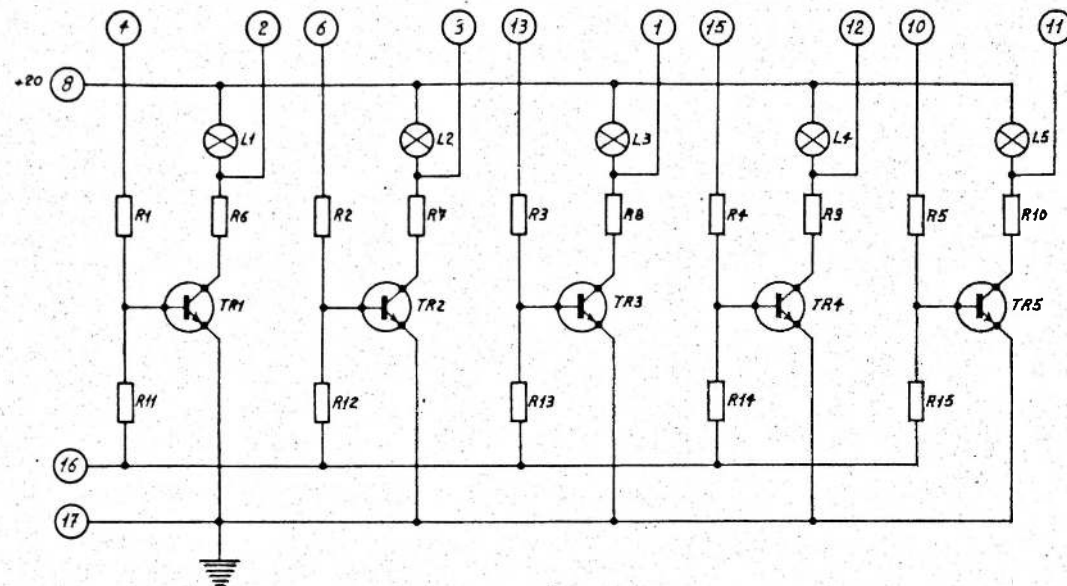 4 2 6 3 13 1 15 12 10 11
+20 8
L1 L2 L3 L4 L5
R1 R6 R2 R7 R3 R8 R4 R9 R5 R10
TR1 TR2 TR3 TR4 TR5
R11 R12 R13 R14 R15
16
17